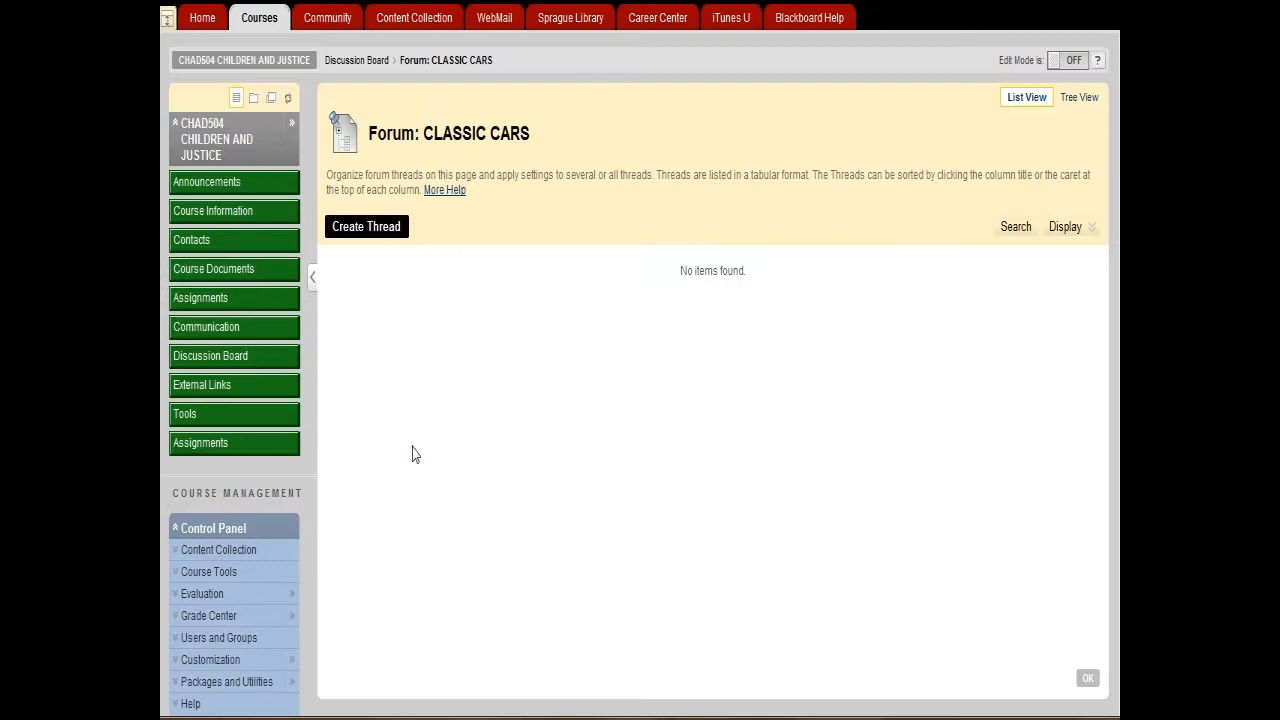 Home Courses Community Content Collection WebMail Sprague Library Career Center iTunes U Blackboard Help
CHAD504 CHILDREN AND JUSTICE Discussion Board > Forum: CLASSIC CARS Edit Mode is: OFF ?
List View Tree View
CHAD504
CHILDREN AND
JUSTICE
Forum: CLASSIC CARS
Organize forum threads on this page and apply settings to several or all threads. Threads are listed in a tabular format. The Threads can be sorted by clicking the column title or the caret at
the top of each column. More Help
Create Thread Search Display
No items found.
Announcements
Course Information
Contacts
Course Documents
Assignments
Communication
Discussion Board
External Links
Tools
Assignments
COURSE MANAGEMENT
Control Panel
Content Collection
Course Tools
Evaluation
Grade Center
Users and Groups
Customization
Packages and Utilities
Help
OK